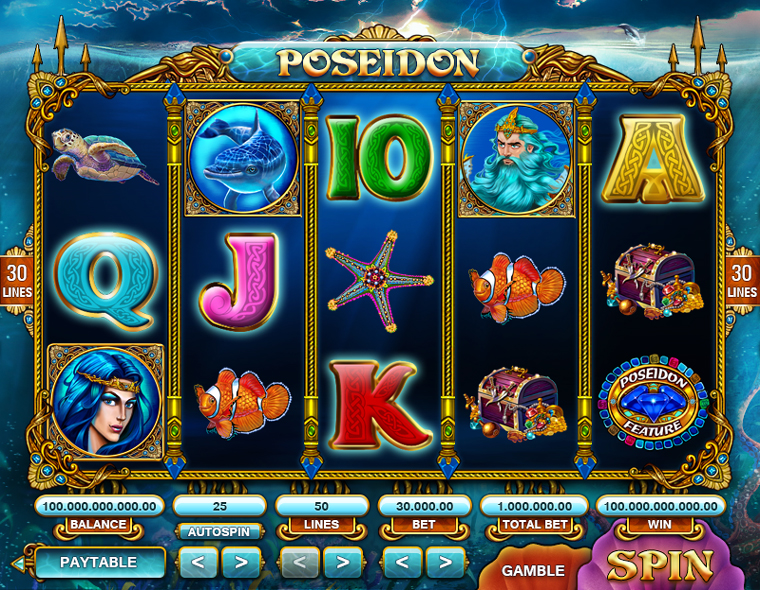 POSEIDON
10
A
30
LINES
30
LINES
Q
J
POSEIDON
FEATURE
K
100.000.000.000.00
25
50
30.000.00
1.000.000.00
100.000.000.000.00
BALANCE
AUTOSPIN
LINES
BET
TOTAL BET
WIN
PAYTABLE
< > < > < >
GAMBLE
SPIN